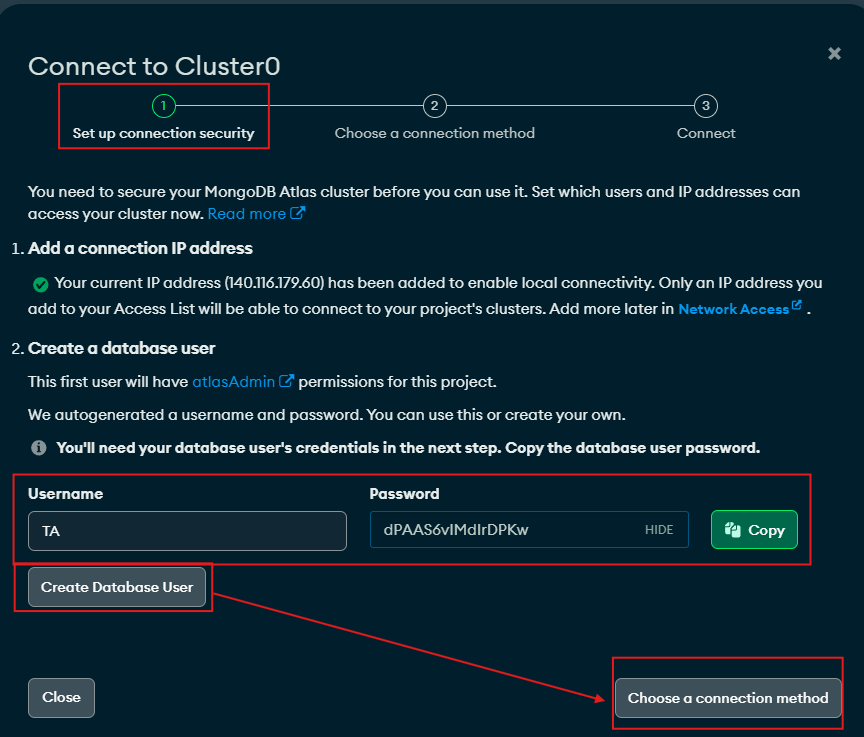 Connect to Cluster0
1
2
3
Set up connection security
Choose a connection method
Connect
You need to secure your MongoDB Atlas cluster before you can use it. Set which users and IP addresses can
access your cluster now. Read more
1. Add a connection IP address
Your current IP address (140.116.179.60) has been added to enable local connectivity. Only an IP address you
add to your Access List will be able to connect to your project's clusters. Add more later in Network Access .
2. Create a database user
This first user will have atlasAdmin permissions for this project.
We autogenerated a username and password. You can use this or create your own.
You'll need your database user's credentials in the next step. Copy the database user password.
Username
Password
TA
dPAAS6vIMdIrDPKw
HIDE
Copy
Create Database User
Close
Choose a connection method